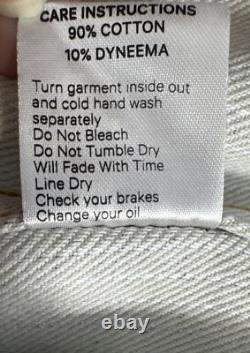 CARE INSTRUCTIONS
90% COTTON
10% DYNEEMA
Turn garment inside out
and cold hand wash
separately
Do Not Bleach
Do Not Tumble Dry
Will Fade With Time
Line Dry
Check your brakes
Change your oil
ebay